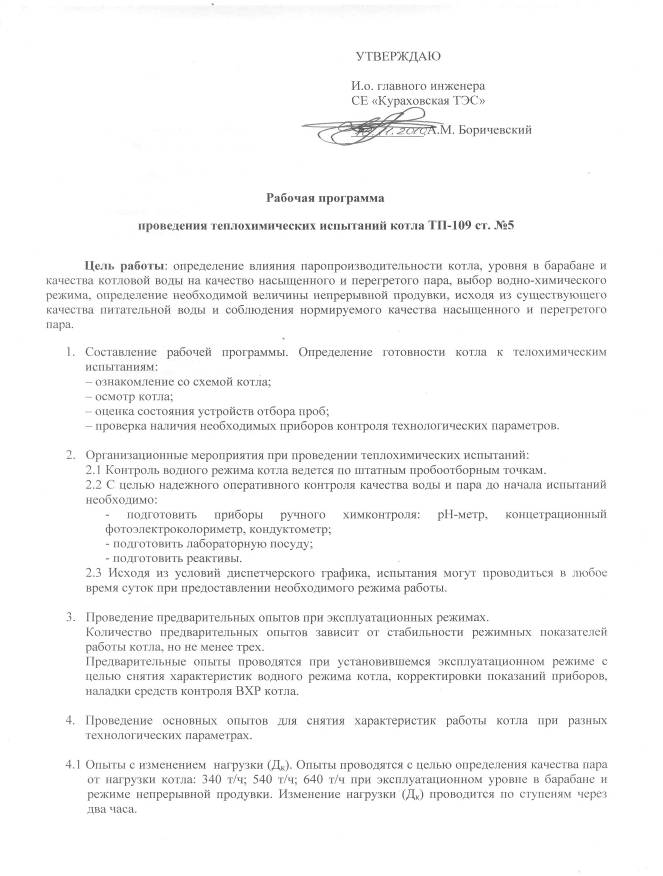 УТВЕРЖДАЮ
И.о. главного инженера
СЕ «Кураховская ТЭС»
А.М. Боричевский
Рабочая программа
проведения теплохимических испытаний котла ТП-109 ст. №5
Цель работы: определение влияния паропроизводительности котла, уровня в барабане и
качества котловой воды на качество насыщенного и перегретого пара, выбор водно-химического
режима, определение необходимой величины непрерывной продувки, исходя из существующего
качества питательной воды и соблюдения нормируемого качества насыщенного и перегретого
пара.
1. Составление рабочей программы. Определение готовности котла к телохимическим
испытаниям:
– ознакомление со схемой котла;
– осмотр котла;
– оценка состояния устройств отбора проб;
– проверка наличия необходимых приборов контроля технологических параметров.
2. Организационные мероприятия при проведении теплохимических испытаний:
2.1 Контроль водного режима котла ведется по штатным пробоотборным точкам.
2.2 С целью надежного оперативного контроля качества воды и пара до начала испытаний
необходимо:
- подготовить приборы ручного химконтроля: рН-метр, концетрационный
фотоэлектроколориметр, кондуктометр;
- подготовить лабораторную посуду;
- подготовить реактивы.
2.3 Исходя из условий диспетчерского графика, испытания могут проводиться в любое
время суток при предоставлении необходимого режима работы.
3. Проведение предварительных опытов при эксплуатационных режимах.
Количество предварительных опытов зависит от стабильности режимных показателей
работы котла, но не менее трех.
Предварительные опыты проводятся при установившемся эксплуатационном режиме с
целью снятия характеристик водного режима котла, корректировки показаний приборов,
наладки средств контроля ВХР котла.
4. Проведение основных опытов для снятия характеристик работы котла при разных
технологических параметрах.
4.1 Опыты с изменением нагрузки (Дк). Опыты проводятся с целью определения качества пара
от нагрузки котла: 340 т/ч; 540 т/ч; 640 т/ч при эксплуатационном уровне в барабане и
режиме непрерывной продувки. Изменение нагрузки (Дк) проводится по ступеням через
два часа.